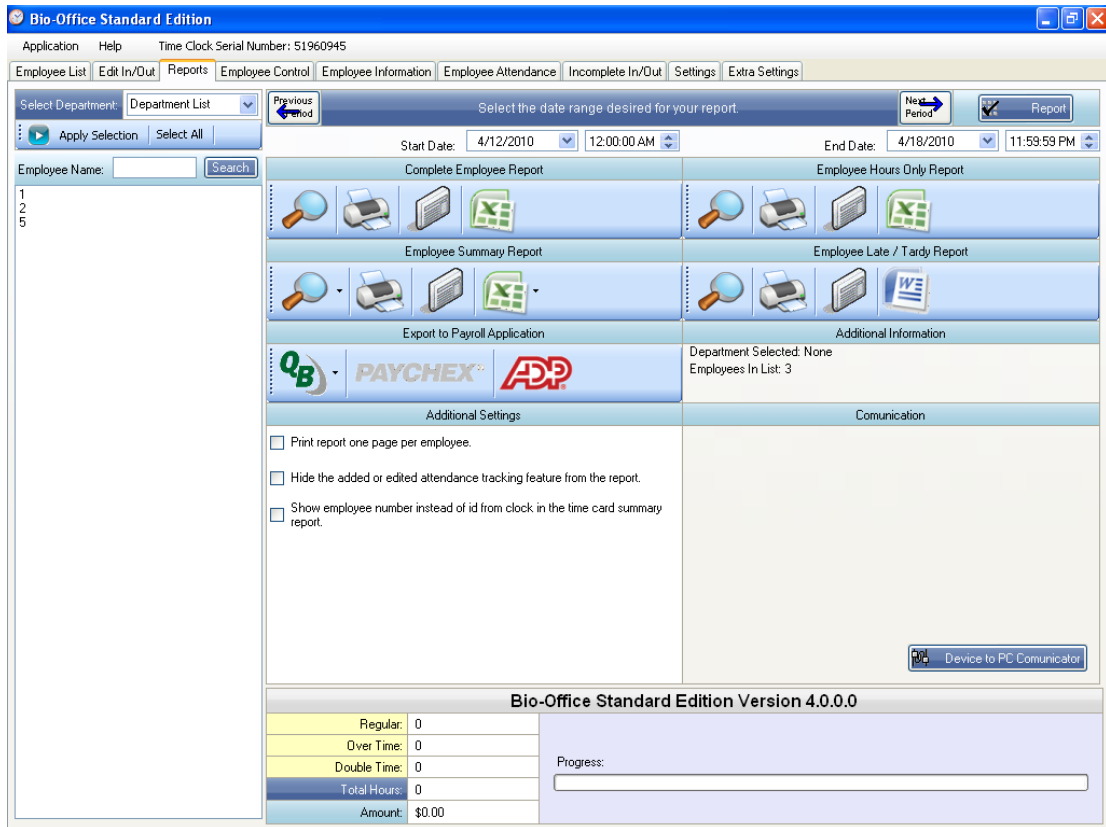 Bio-Office Standard Edition
Application Help Time Clock Serial Number: 51960945
Employee List Edit In/Out Reports Employee Control Employee Information Employee Attendance Incomplete In/Out Settings Extra Settings
Select Department: Department List
Apply Selection Select All
Employee Name: Search
1
2
5
Previous Period
Select the date range desired for your report.
Next Period
Report
Start Date: 4/12/2010 12:00:00 AM
End Date: 4/18/2010 11:59:59 PM
Complete Employee Report
Employee Hours Only Report
Employee Summary Report
Employee Late / Tardy Report
Export to Payroll Application
QB PAYCHEX ADP
Additional Information
Department Selected: None
Employees In List: 3
Additional Settings
Print report one page per employee.
Hide the added or edited attendance tracking feature from the report.
Show employee number instead of id from clock in the time card summary
report.
Comunication
Device to PC Comunicator
Bio-Office Standard Edition Version 4.0.0.0
Regular: 0
Over Time: 0
Double Time: 0
Total Hours: 0
Amount: $0.00
Progress: